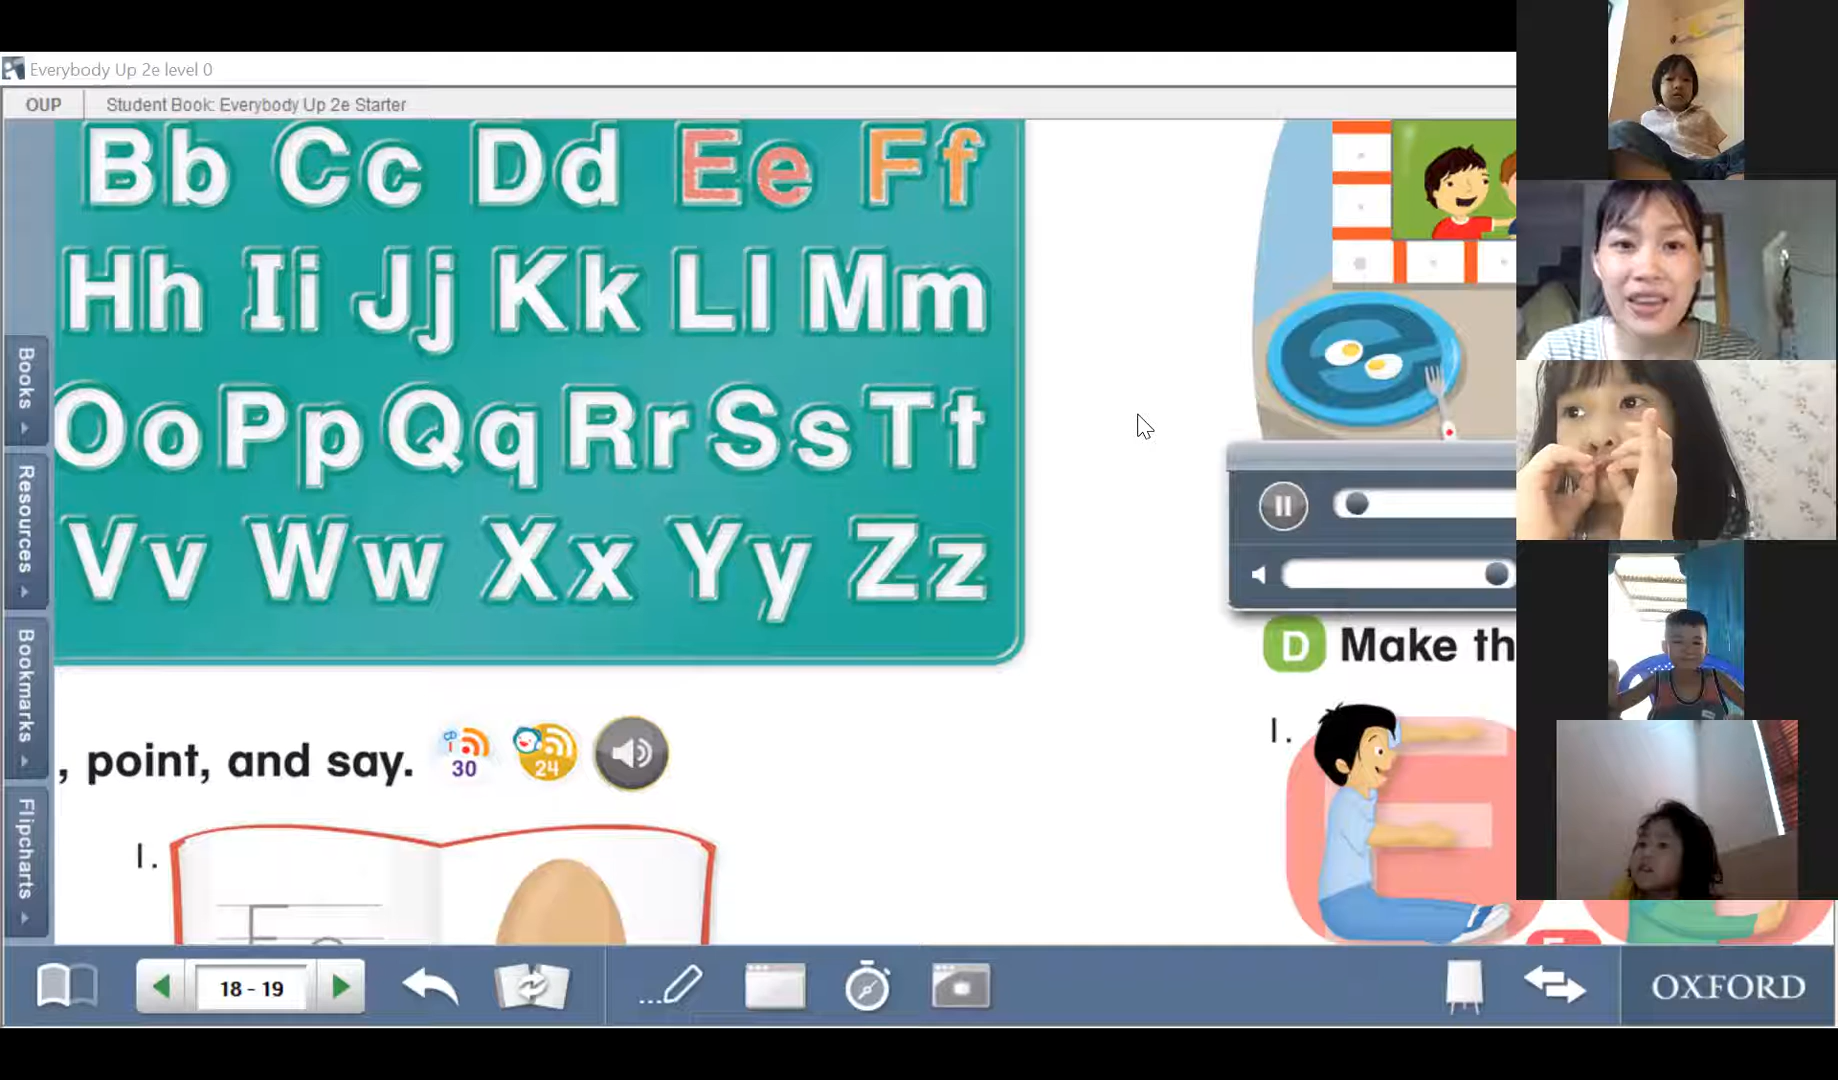 Everybody Up 2e level 0
OUP
Student Book: Everybody Up 2e Starter
Bb Cc Dd Ee Ff
Hh Ii Jj Kk Ll Mm
Oo Pp Qq Rr Ss Tt
Vv Ww Xx Yy Zz
Books
Resources
Bookmarks
Flipcharts
, point, and say.
30
24
1.
E e
D Make th
1.
E
18 - 19
OXFORD